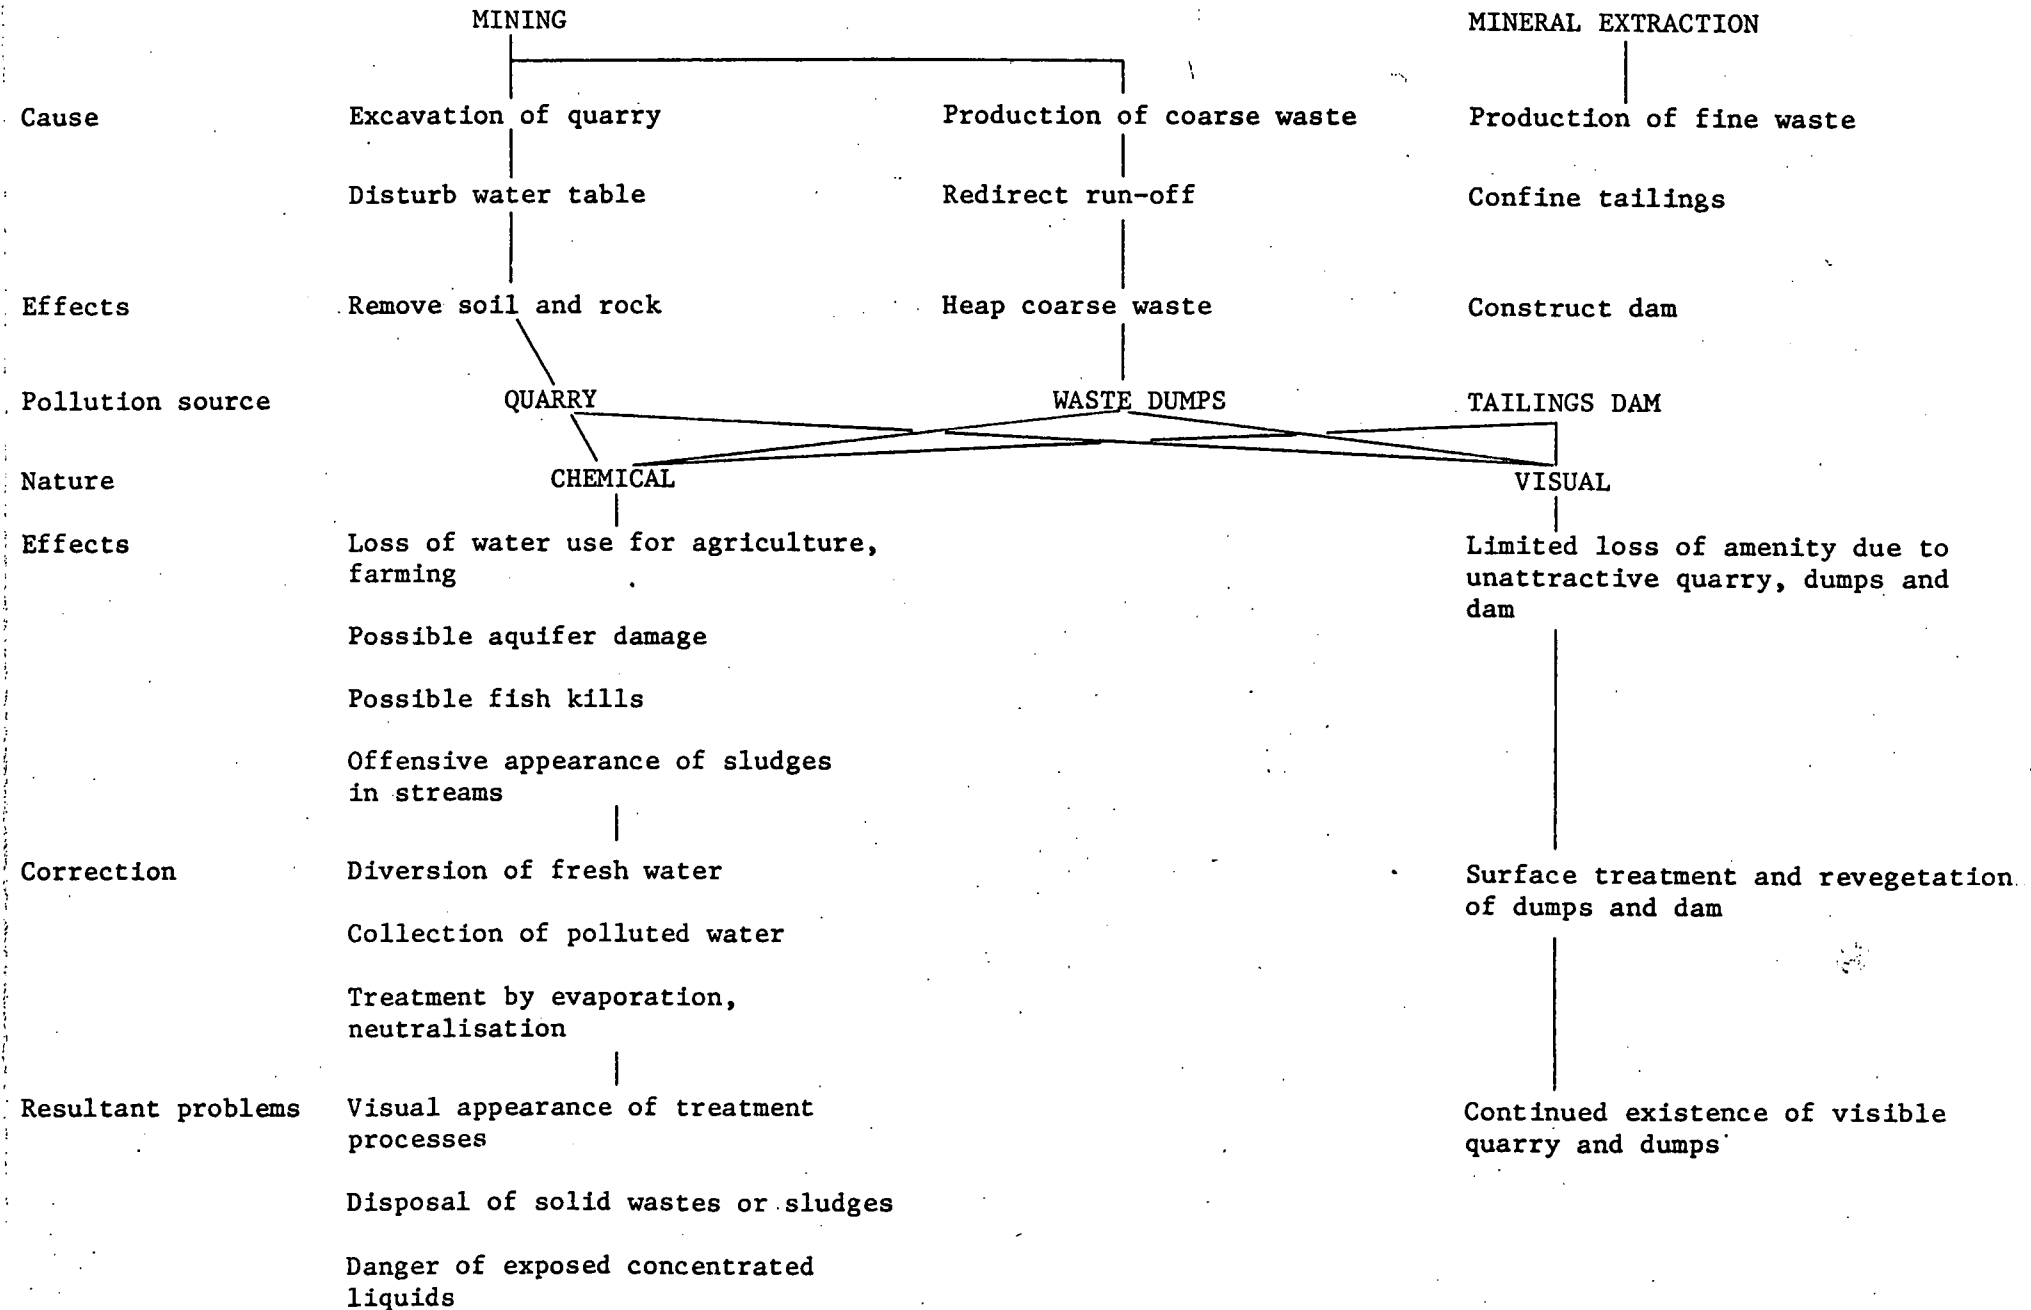 MINING
MINERAL EXTRACTION
Cause
Excavation of quarry
Production of coarse waste
Production of fine waste
Disturb water table
Redirect run-off
Confine tailings
Effects
Remove soil and rock
Heap coarse waste
Construct dam
Pollution source
QUARRY
WASTE DUMPS
TAILINGS DAM
Nature
CHEMICAL
VISUAL
Effects
Loss of water use for agriculture,
farming
Limited loss of amenity due to
unattractive quarry, dumps and
dam
Possible aquifer damage
Possible fish kills
Offensive appearance of sludges
in streams
Correction
Diversion of fresh water
Surface treatment and revegetation
of dumps and dam
Collection of polluted water
Treatment by evaporation,
neutralisation
Resultant problems
Visual appearance of treatment
processes
Continued existence of visible
quarry and dumps
Disposal of solid wastes or sludges
Danger of exposed concentrated
liquids